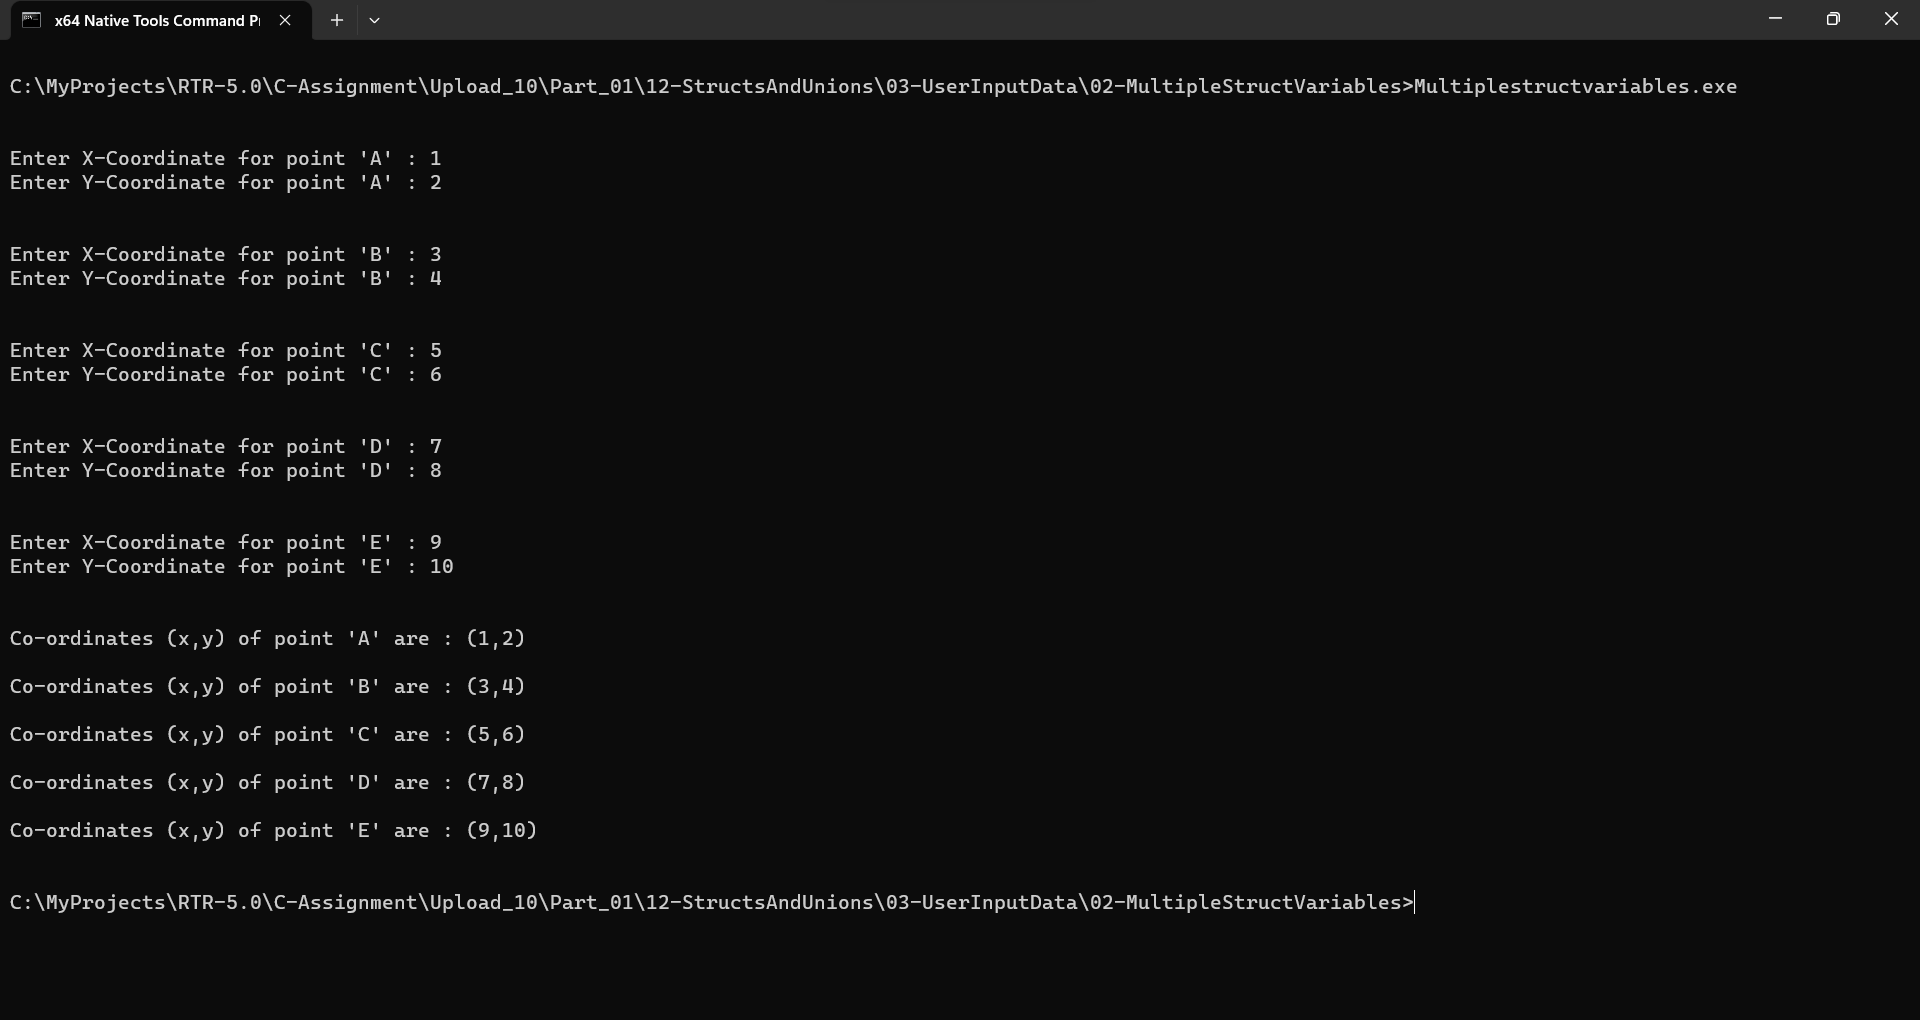 x64 Native Tools Command P
C:\MyProjects\RTR-5.0\C-Assignment\Upload_10\Part_01\12-StructsAndUnions\03-UserInputData\02-MultipleStructVariables>Multiplestructvariables.exe
Enter X-Coordinate for point 'A' : 1
Enter Y-Coordinate for point 'A' : 2
Enter X-Coordinate for point 'B' : 3
Enter Y-Coordinate for point 'B' : 4
Enter X-Coordinate for point 'C' : 5
Enter Y-Coordinate for point 'C' : 6
Enter X-Coordinate for point 'D' : 7
Enter Y-Coordinate for point 'D' : 8
Enter X-Coordinate for point 'E' : 9
Enter Y-Coordinate for point 'E' : 10
Co-ordinates (x,y) of point 'A' are : (1,2)
Co-ordinates (x,y) of point 'B' are : (3,4)
Co-ordinates (x,y) of point 'C' are : (5,6)
Co-ordinates (x,y) of point 'D' are : (7,8)
Co-ordinates (x,y) of point 'E' are : (9,10)
C:\MyProjects\RTR-5.0\C-Assignment\Upload_10\Part_01\12-StructsAndUnions\03-UserInputData\02-MultipleStructVariables>